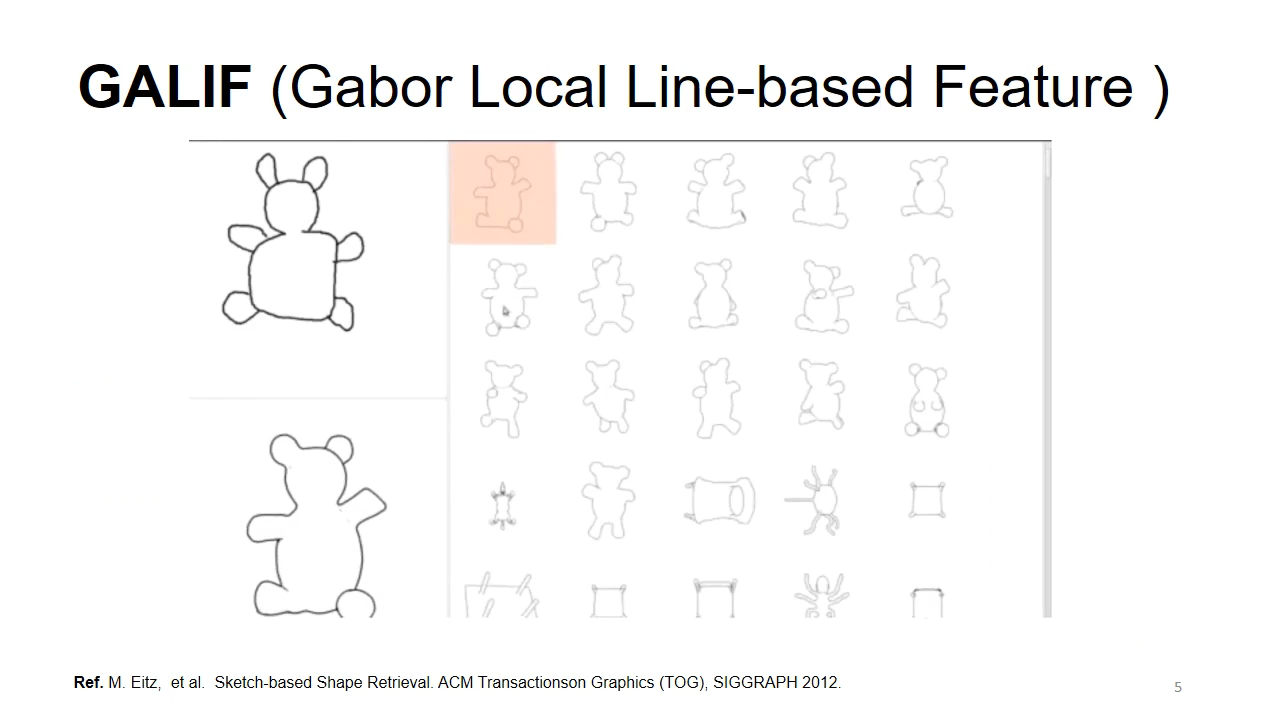 GALIF (Gabor Local Line-based Feature )
Ref. M. Eitz, et al. Sketch-based Shape Retrieval. ACM Transactionson Graphics (TOG), SIGGRAPH 2012.
5